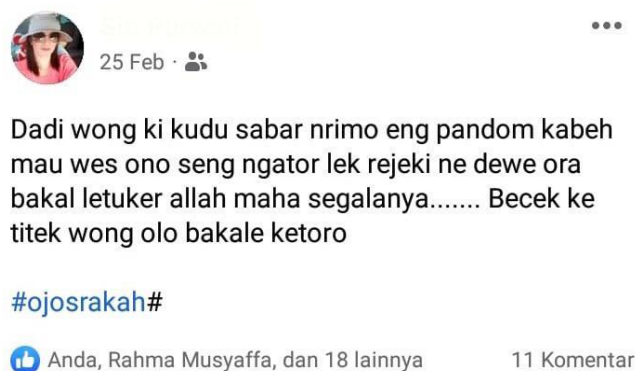 25 Feb ·
Dadi wong ki kudu sabar nrimo eng pandom kabeh
mau wes ono seng ngator lek rejeki ne dewe ora
bakal letuker allah maha segalanya....... Becek ke
titek wong olo bakale ketoro
#ojosrakah#
Anda, Rahma Musyaffa, dan 18 lainnya 11 Komentar